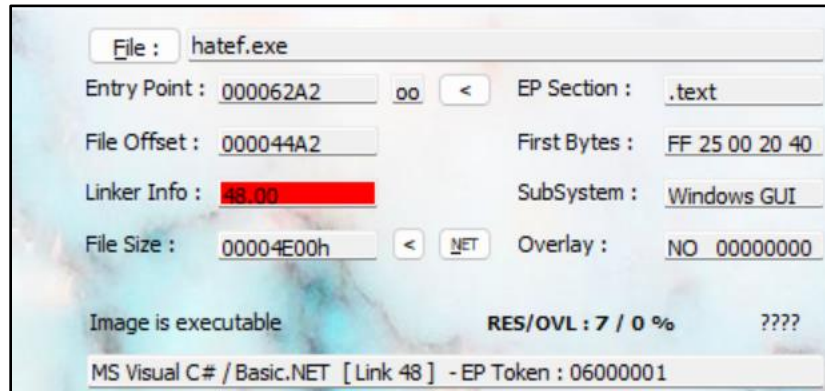 File : hatef.exe
Entry Point : 000062A2 oo < EP Section : .text
File Offset : 000044A2 First Bytes : FF 25 00 20 40
Linker Info : 48.00 SubSystem : Windows GUI
File Size : 00004E00h < NET Overlay : NO 00000000
Image is executable RES/OVL : 7 / 0 % ????
MS Visual C# / Basic.NET [ Link 48 ] - EP Token : 06000001